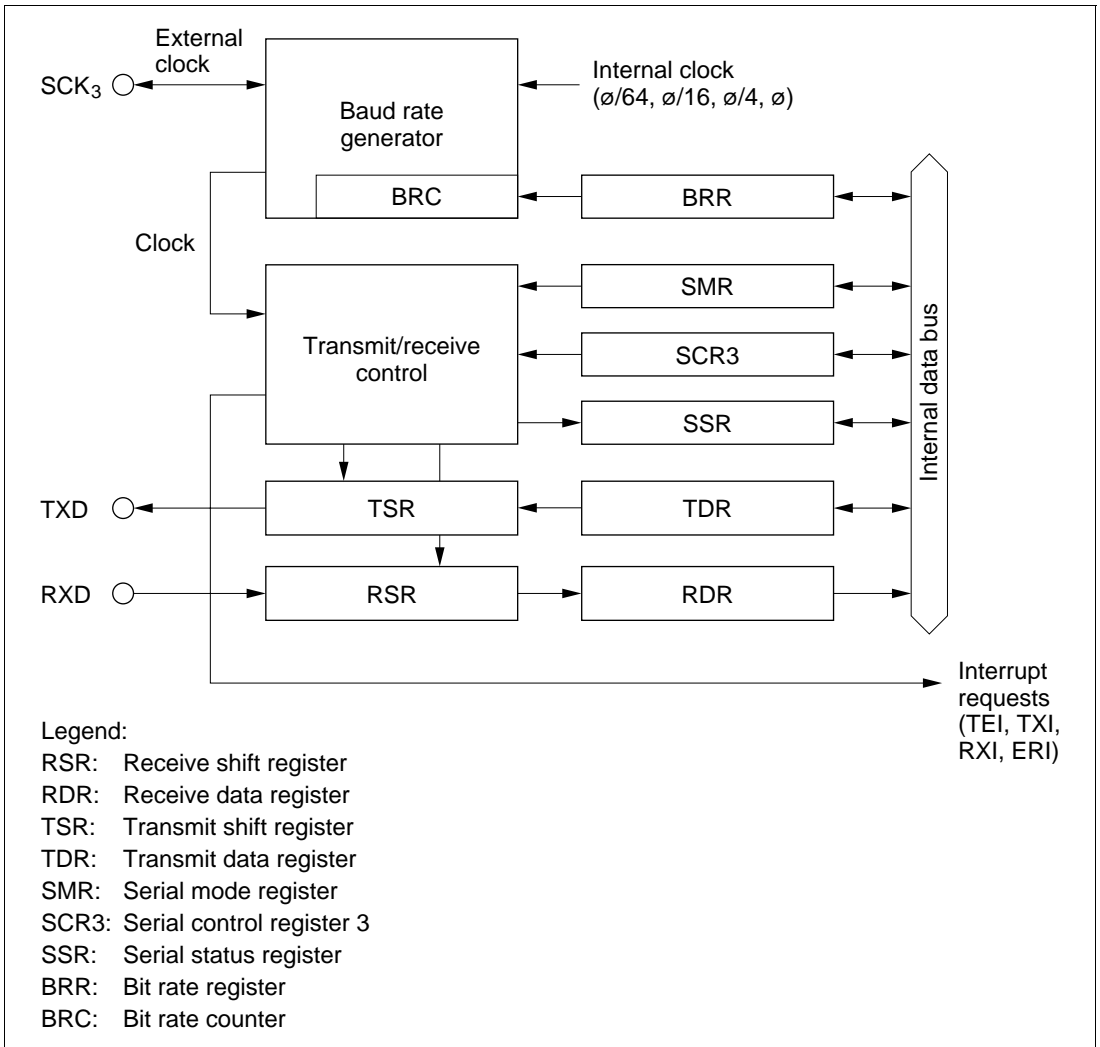 External
clock
SCK3
Internal clock
(ø/64, ø/16, ø/4, ø)
Baud rate
generator
BRC
BRR
Clock
SMR
Transmit/receive
control
SCR3
SSR
Internal data bus
TXD
TSR
TDR
RXD
RSR
RDR
Interrupt
requests
(TEI, TXI,
RXI, ERI)
Legend:
RSR: Receive shift register
RDR: Receive data register
TSR: Transmit shift register
TDR: Transmit data register
SMR: Serial mode register
SCR3: Serial control register 3
SSR: Serial status register
BRR: Bit rate register
BRC: Bit rate counter